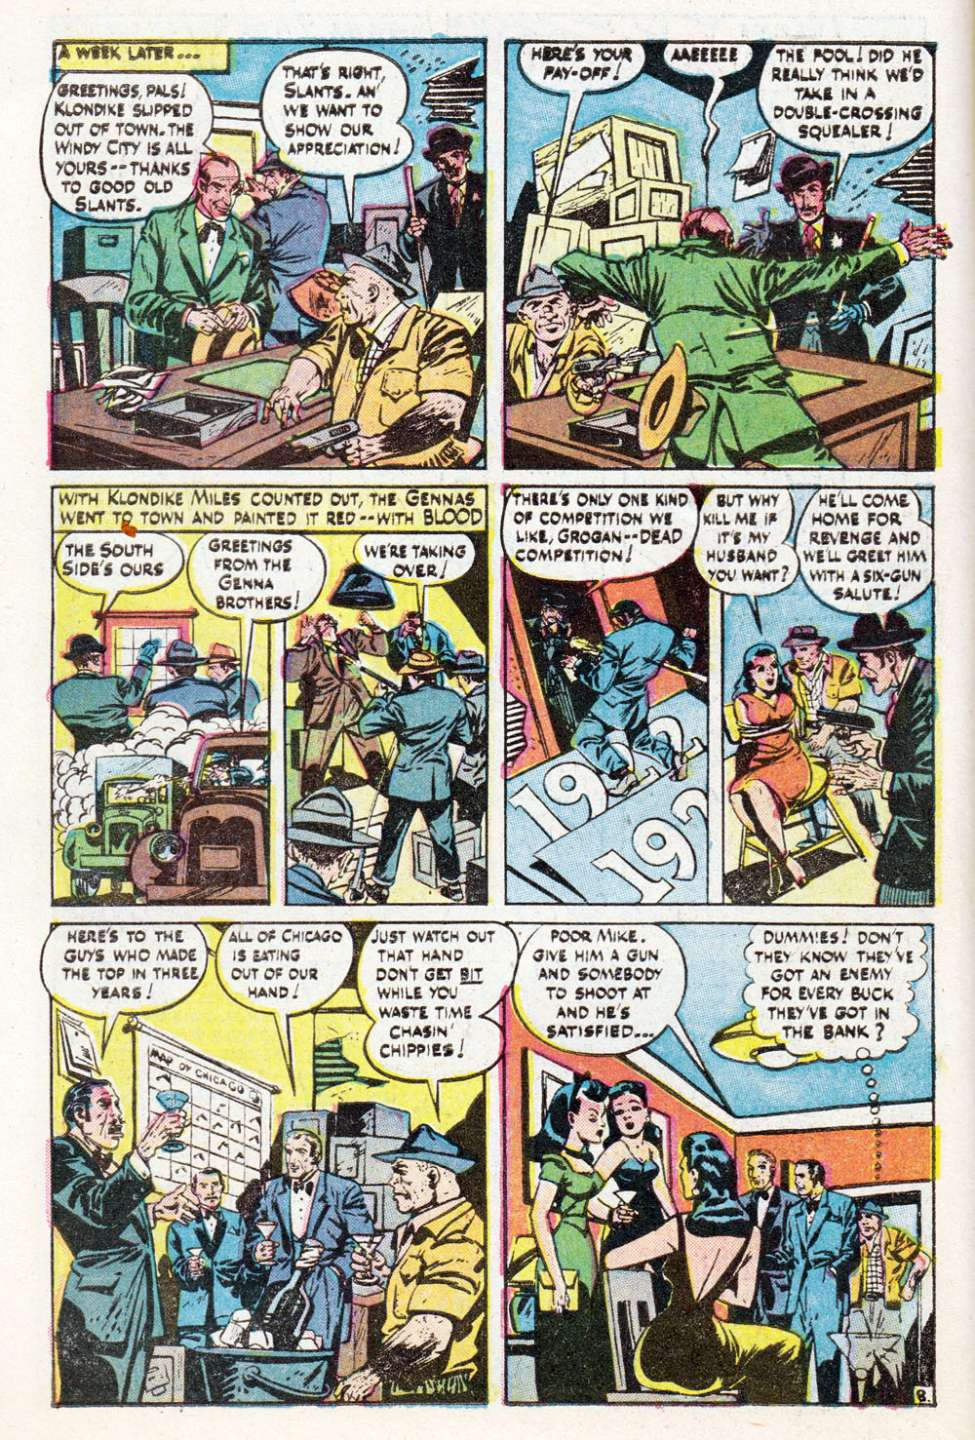 A WEEK LATER...
GREETINGS, PALS!
KLONDIKE SLIPPED
OUT OF TOWN. THE
WINDY CITY IS ALL
YOURS--THANKS
TO GOOD OLD
SLANTS.
THAT'S RIGHT,
SLANTS. AN'
WE WANT TO
SHOW OUR
APPRECIATION!
HERE'S YOUR
PAY-OFF!
AAEEEEE
THE FOOL! DID HE
REALLY THINK WE'D
TAKE IN A
DOUBLE-CROSSING
SQUEALER!
WITH KLONDIKE MILES COUNTED OUT, THE GENNAS
WENT TO TOWN AND PAINTED IT RED--WITH BLOOD
THE SOUTH
SIDE'S OURS
GREETINGS
FROM THE
GENNA
BROTHERS!
WE'RE TAKING
OVER!
THERE'S ONLY ONE KIND
OF COMPETITION WE
LIKE, GROGAN--DEAD
COMPETITION!
192
192
BUT WHY
KILL ME IF
IT'S MY
HUSBAND
YOU WANT?
HE'LL COME
HOME FOR
REVENGE AND
WE'LL GREET HIM
WITH A SIX-GUN
SALUTE!
HERE'S TO THE
GUYS WHO MADE
THE TOP IN THREE
YEARS!
ALL OF CHICAGO
IS EATING
OUT OF OUR
HAND!
JUST WATCH OUT
THAT HAND
DON'T GET BIT
WHILE YOU
WASTE TIME
CHASIN'
CHIPPIES!
MAP OF CHICAGO
POOR MIKE.
GIVE HIM A GUN
AND SOMEBODY
TO SHOOT AT
AND HE'S
SATISFIED...
DUMMIES! DON'T
THEY KNOW THEY'VE
GOT AN ENEMY
FOR EVERY BUCK
THEY'VE GOT IN
THE BANK?
8.